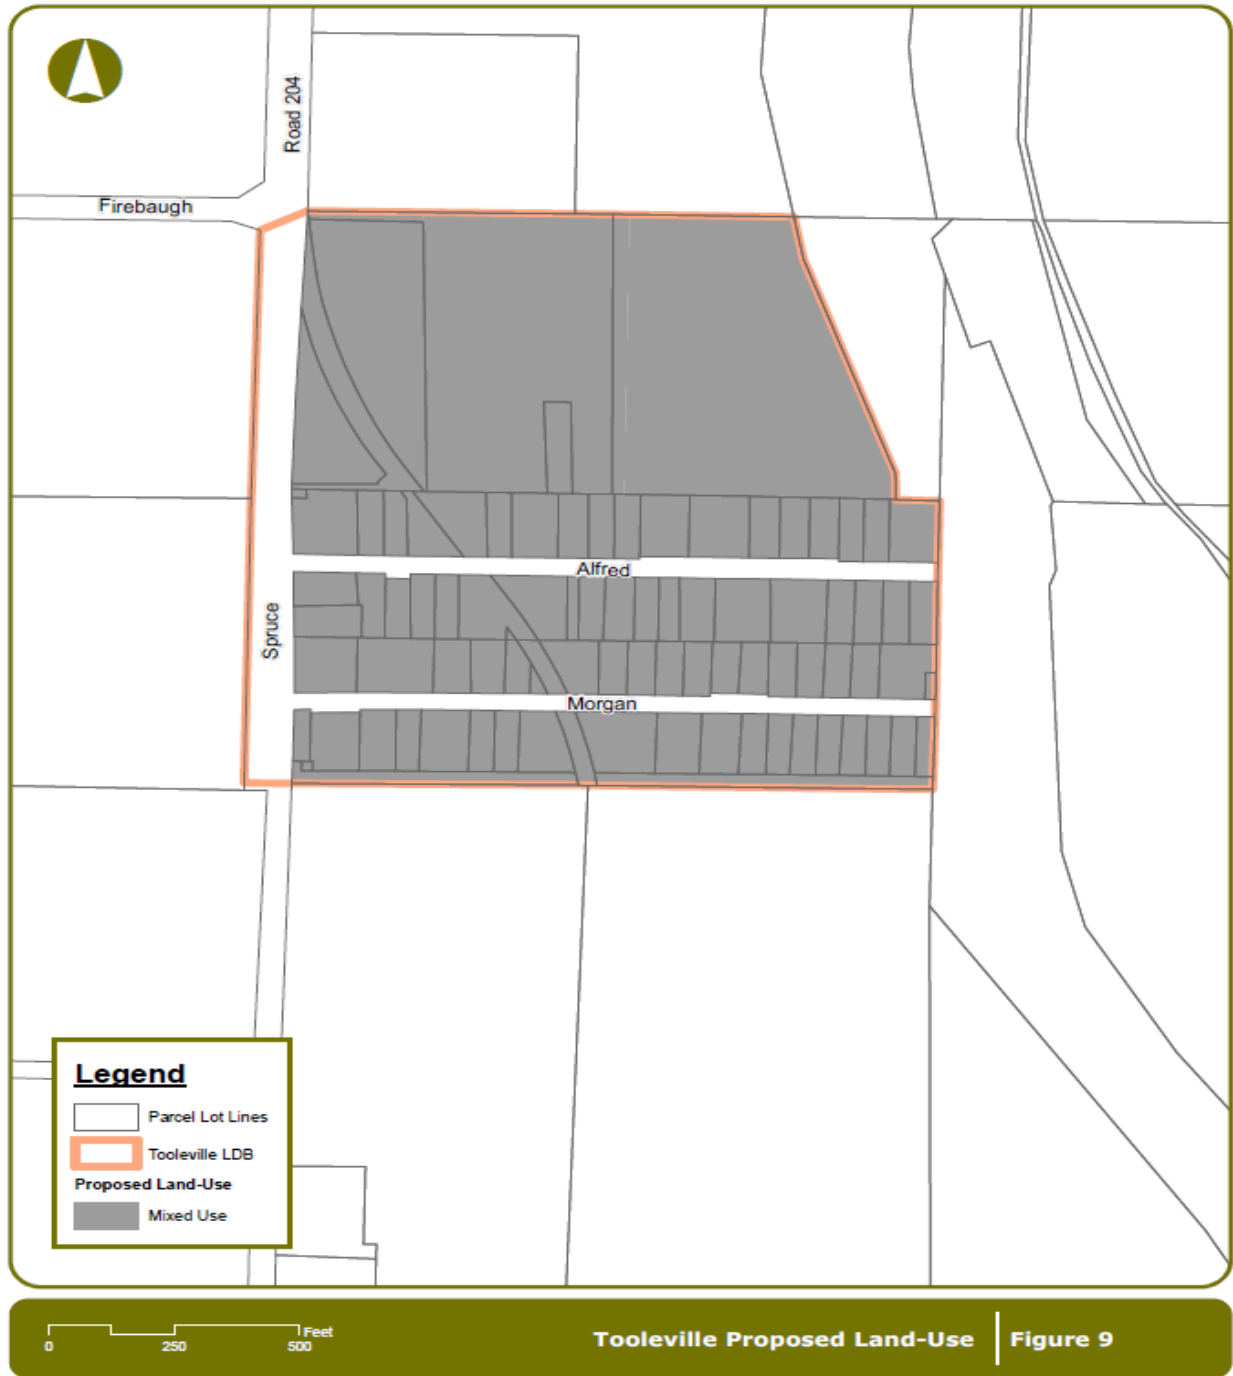 Road 204
Firebaugh
Alfred
Spruce
Morgan
Legend
Parcel Lot Lines
Tooleville LDB
Proposed Land-Use
Mixed Use
Feet
0 250 500
Tooleville Proposed Land-Use Figure 9